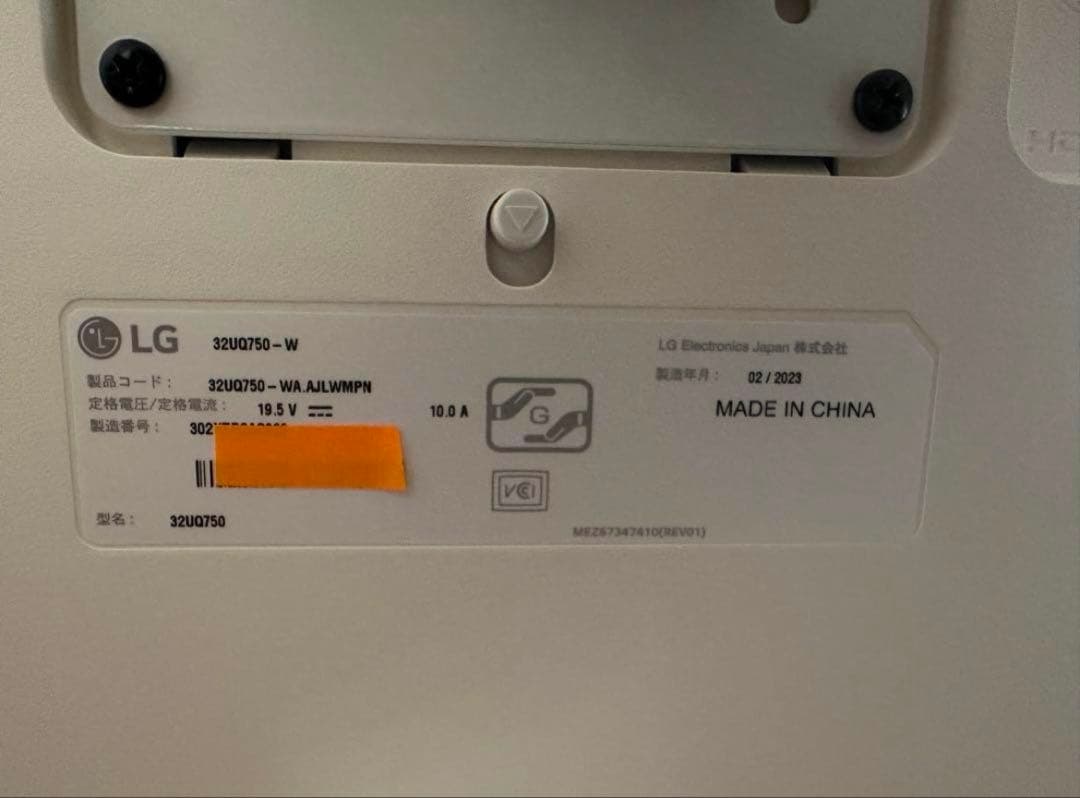 LG 32UQ750-W
製品コード： 32UQ750-WA.AJLWMPN
定格電圧/定格電流： 19.5 V 10.0 A
製造番号： 302
型名： 32UQ750
G
VCI
LG Electronics Japan 株式会社
製造年月： 02 / 2023
MADE IN CHINA
MEZ67347410(REV01)